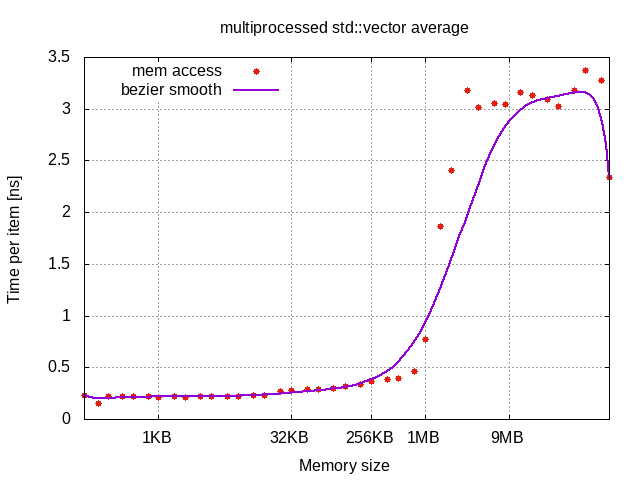 multiprocessed std::vector average
mem access
bezier smooth
Time per item [ns]
3.5
3
2.5
2
1.5
1
0.5
0
1KB 32KB 256KB 1MB 9MB
Memory size